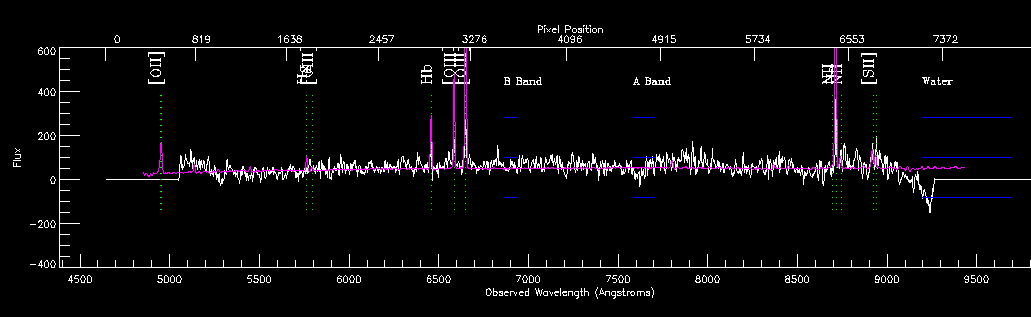 Pixel Position
0 819 1638 2457 3276 4096 4915 5734 6553 7372
600
400
200
0
−200
−400
Flux
[OII]
Hb
[OIII]
B Band
A Band
NII
[SII]
Water
4500 5000 5500 6000 6500 7000 7500 8000 8500 9000 9500
Observed Wavelength (Angstroms)